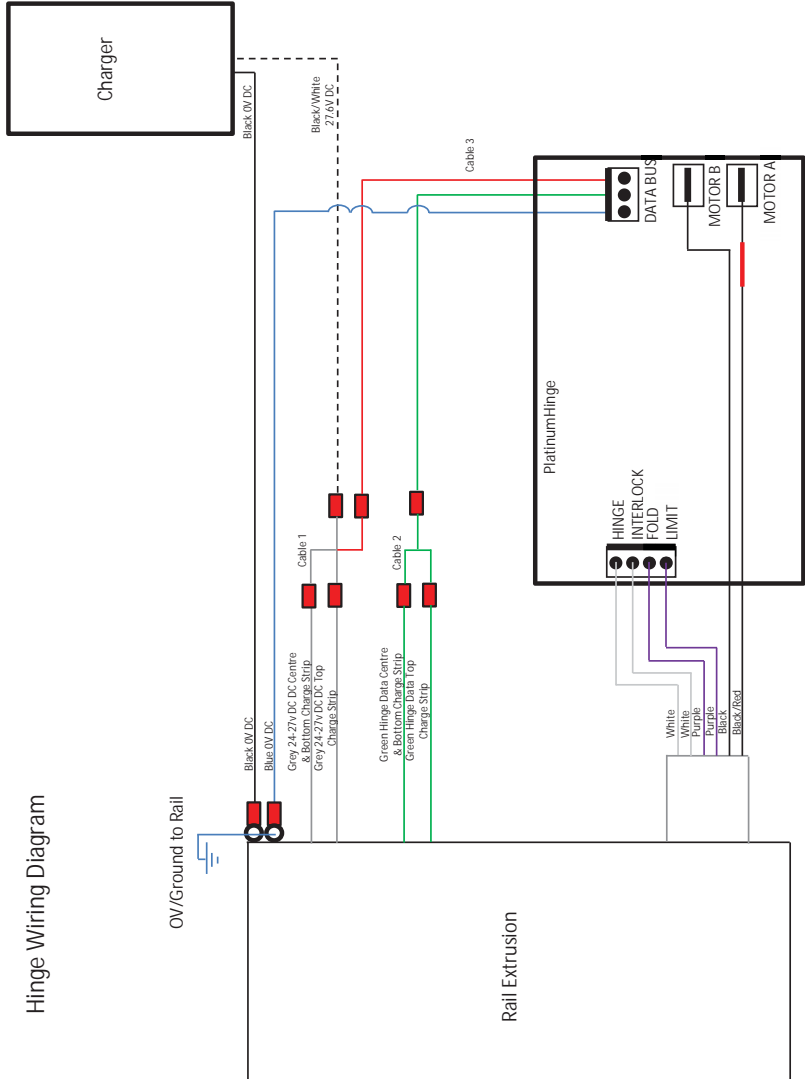 Hinge Wiring Diagram
OV/Ground to Rail
Charger
Black 0V DC
Black/White
27.6V DC
Cable 3
Black 0V DC
Blue 0V DC
Grey 24-27v DC DC Centre
& Bottom Charge Strip
Grey 24-27v DC DC Top
Charge Strip
Cable 1
Green Hinge Data Centre
& Bottom Charge Strip
Green Hinge Data Top
Charge Strip
Cable 2
PlatinumHinge
DATA BUS
MOTOR B
MOTOR A
HINGE
INTERLOCK
FOLD
LIMIT
White
White
Purple
Purple
Black
Black/Red
Rail Extrusion